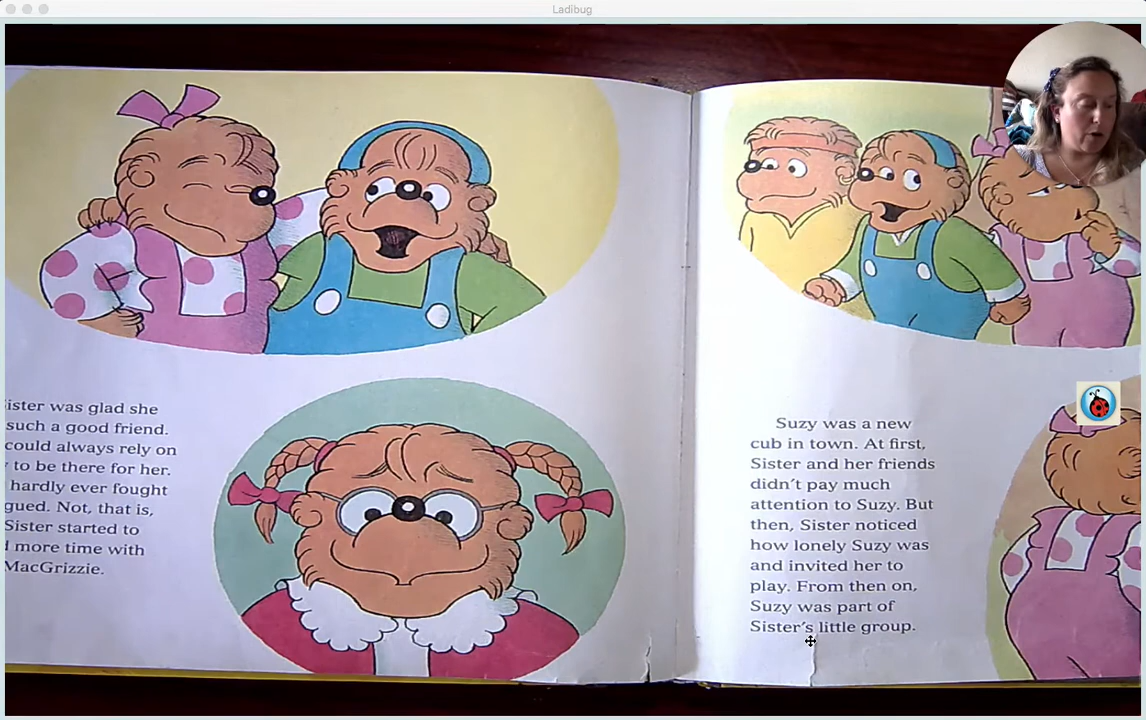 Ladibug
ister was glad she
such a good friend.
could always rely on
to be there for her.
hardly ever fought
gued. Not, that is,
Sister started to
more time with
MacGrizzie.
Suzy was a new
cub in town. At first,
Sister and her friends
didn't pay much
attention to Suzy. But
then, Sister noticed
how lonely Suzy was
and invited her to
play. From then on,
Suzy was part of
Sister's little group.